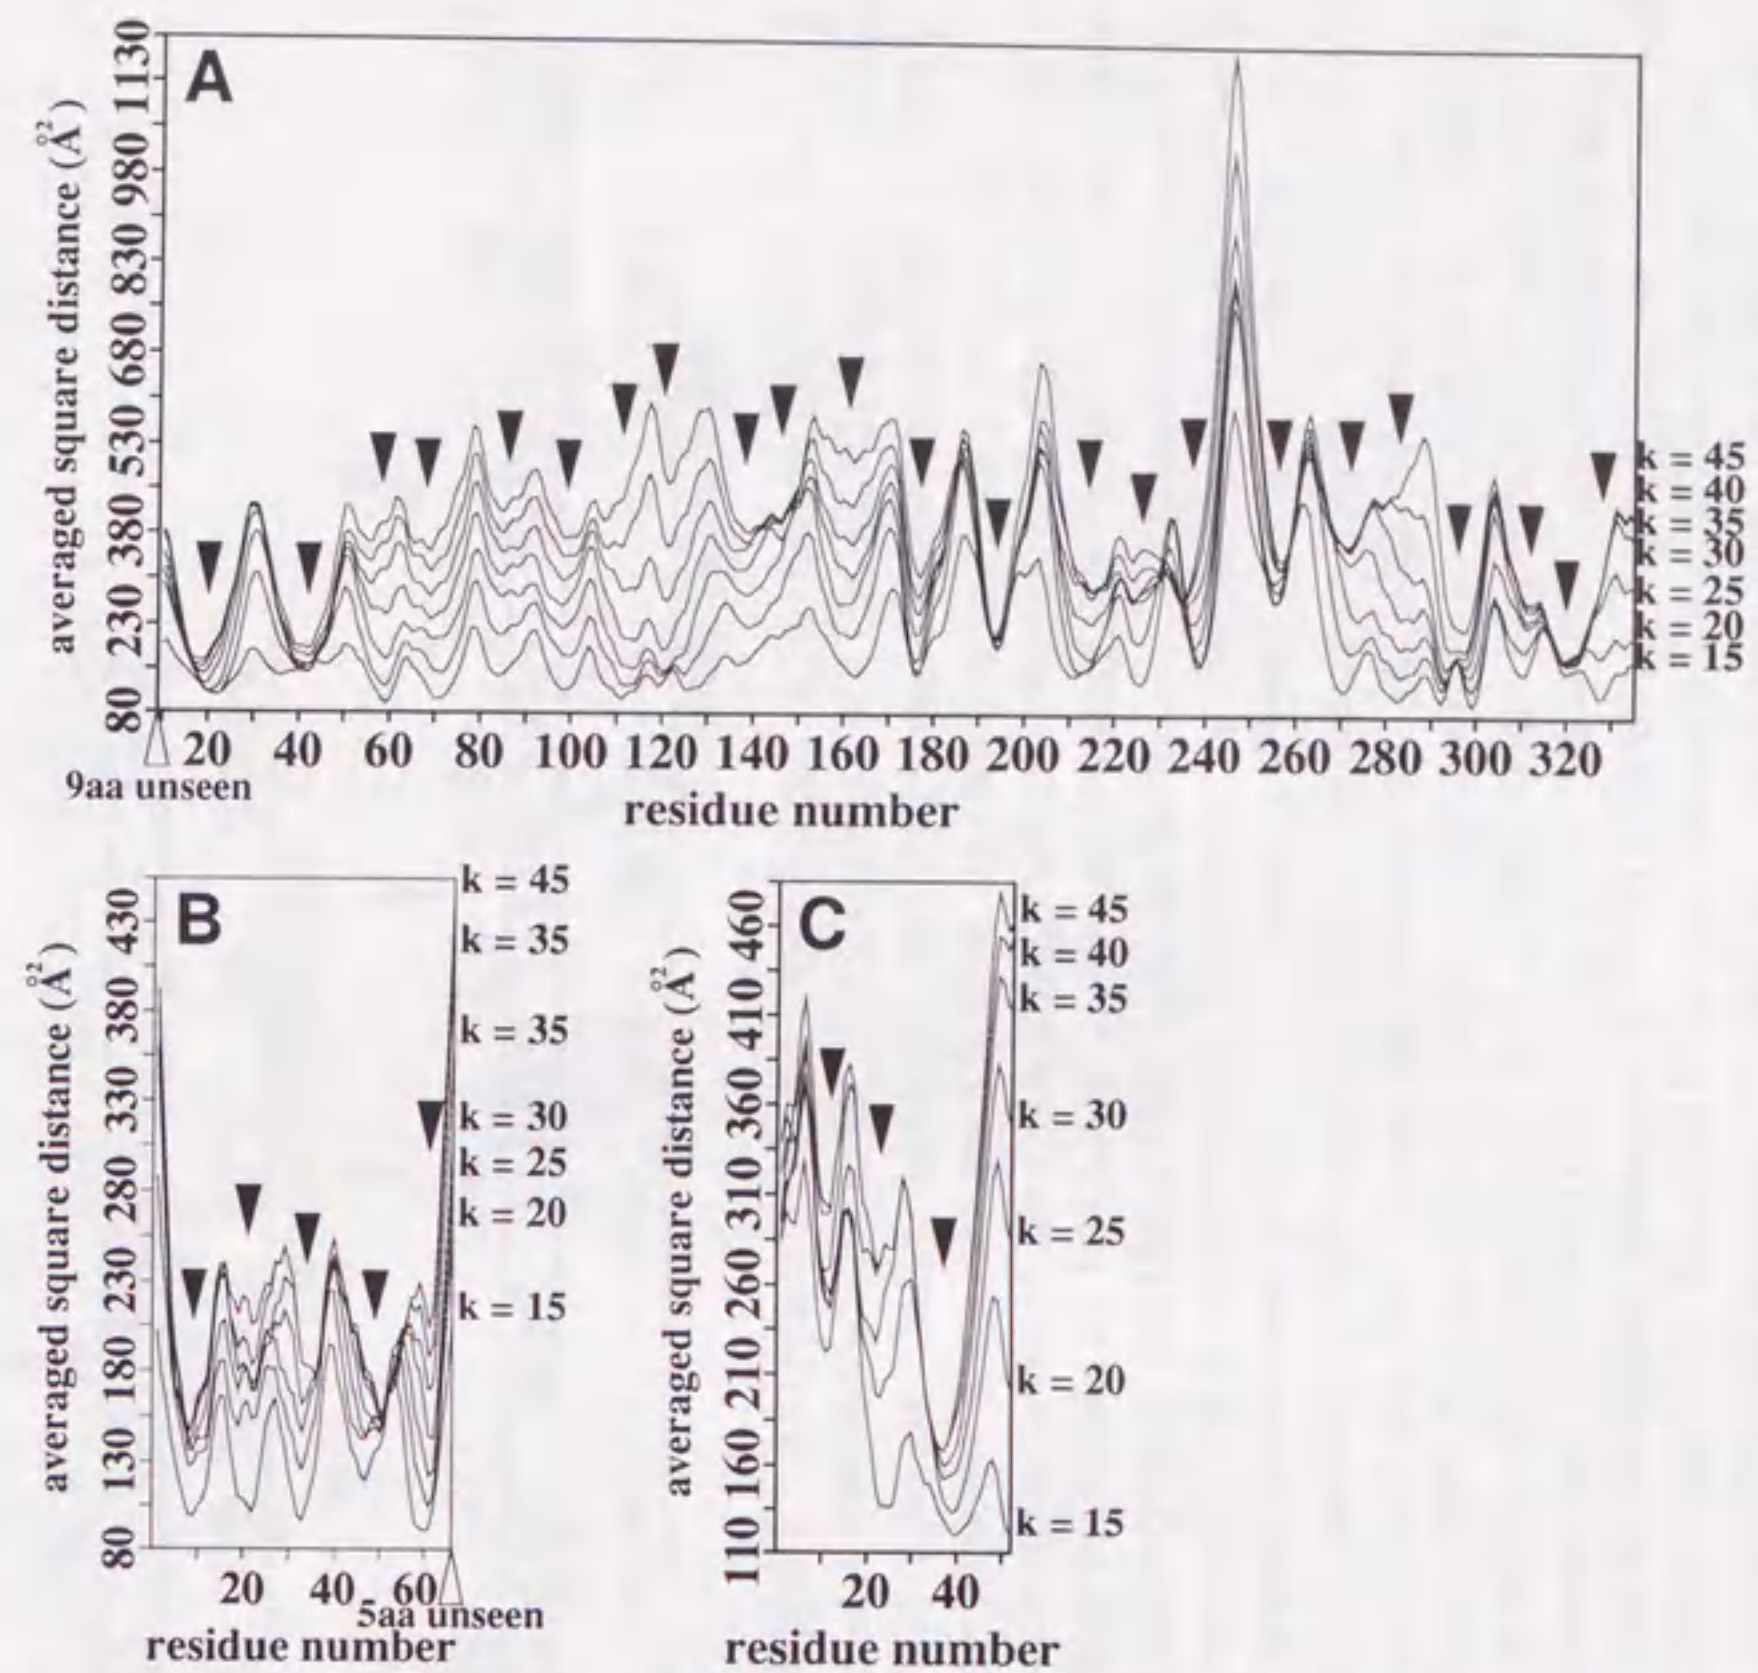 A
averaged square distance (Å2)
1130
980
830
680
530
380
230
80
k = 45
k = 40
k = 35
k = 30
k = 25
k = 20
k = 15
20 40 60 80 100 120 140 160 180 200 220 240 260 280 300 320
9aa unseen
residue number
B
averaged square distance (Å2)
430
380
330
280
230
180
130
80
k = 45
k = 35
k = 35
k = 30
k = 25
k = 20
k = 15
20 40 60
5aa unseen
residue number
C
averaged square distance (Å2)
460
410
360
310
260
210
160
110
k = 45
k = 40
k = 35
k = 30
k = 25
k = 20
k = 15
20 40
residue number